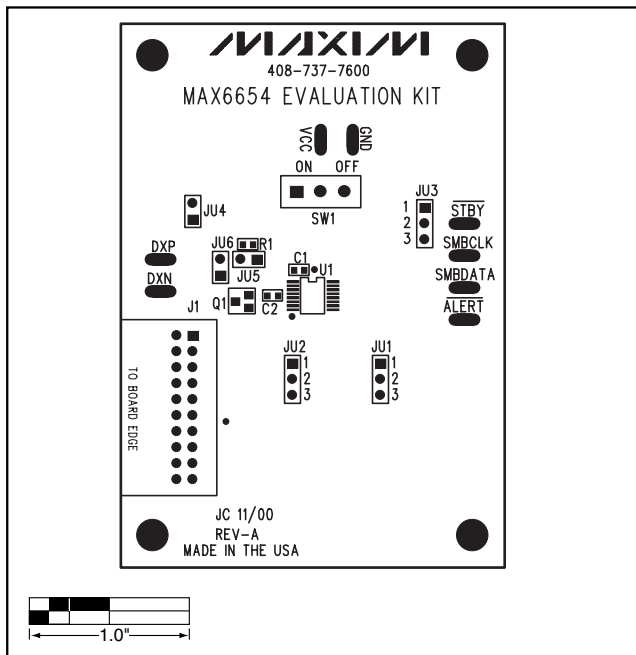 MAXIM
408-737-7600
MAX6654 EVALUATION KIT
VCC
GND
ON OFF
SW1
JU3
1
2
3
STBY
SMBCLK
SMBDATA
ALERT
JU4
DXP
DXN
JU6
R1
JU5
C1
U1
Q1
C2
J1
TO BOARD EDGE
JU2
1
2
3
JU1
1
2
3
JC 11/00
REV-A
MADE IN THE USA
1.0"